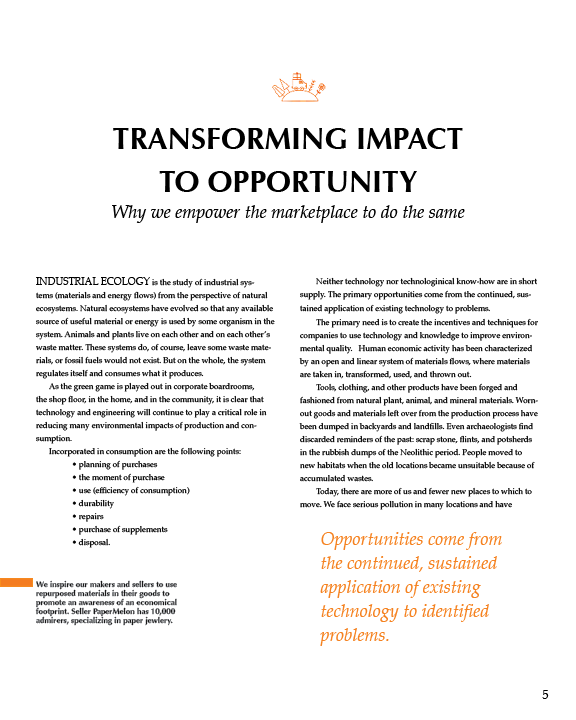 TRANSFORMING IMPACT
TO OPPORTUNITY
Why we empower the marketplace to do the same
INDUSTRIAL ECOLOGY is the study of industrial sys-
tems (materials and energy flows) from the perspective of natural
ecosystems. Natural ecosystems have evolved so that any available
source of useful material or energy is used by some organism in the
system. Animals and plants live on each other and on each other's
waste matter. These systems do, of course, leave some waste mate-
rials, or fossil fuels would not exist. But on the whole, the system
regulates itself and consumes what it produces.
As the green game is played out in corporate boardrooms,
the shop floor, in the home, and in the community, it is clear that
technology and engineering will continue to play a critical role in
reducing many environmental impacts of production and con-
sumption.
Incorporated in consumption are the following points:
• planning of purchases
• the moment of purchase
• use (efficiency of consumption)
• durability
• repairs
• purchase of supplements
• disposal.
We inspire our makers and sellers to use
repurposed materials in their goods to
promote an awareness of an economical
footprint. Seller PaperMelon has 10,000
admirers, specializing in paper jewlery.
Neither technology nor technologinical know-how are in short
supply. The primary opportunities come from the continued, sus-
tained application of existing technology to problems.
The primary need is to create the incentives and techniques for
companies to use technology and knowledge to improve environ-
mental quality. Human economic activity has been characterized
by an open and linear system of materials flows, where materials
are taken in, transformed, used, and thrown out.
Tools, clothing, and other products have been forged and
fashioned from natural plant, animal, and mineral materials. Worn-
out goods and materials left over from the production process have
been dumped in backyards and landfills. Even archaeologists find
discarded reminders of the past: scrap stone, flints, and potsherds
in the rubbish dumps of the Neolithic period. People moved to
new habitats when the old locations became unsuitable because of
accumulated wastes.
Today, there are more of us and fewer new places to which to
move. We face serious pollution in many locations and have
Opportunities come from
the continued, sustained
application of existing
technology to identified
problems.
5